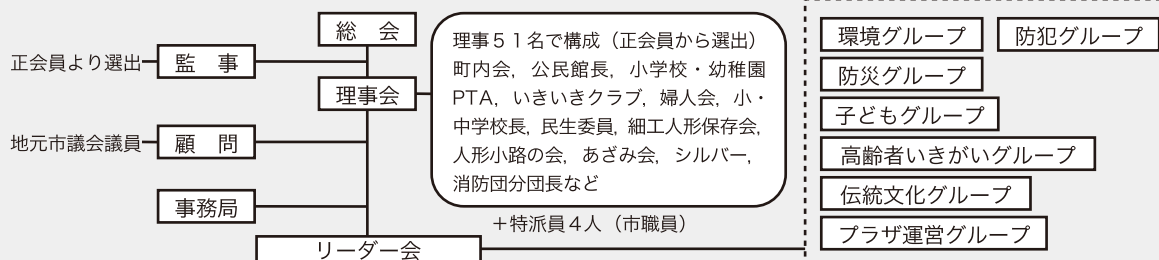 総　会
正会員より選出
監　事
理事会
理事５１名で構成（正会員から選出）
町内会，公民館長，小学校・幼稚園
PTA，いきいきクラブ，婦人会，小・
中学校長，民生委員，細工人形保存会，
人形小路の会，あざみ会，シルバー，
消防団分団長など
地元市議会議員
顧　問
事務局
＋特派員４人（市職員）
リーダー会
環境グループ
防犯グループ
防災グループ
子どもグループ
高齢者いきがいグループ
伝統文化グループ
プラザ運営グループ